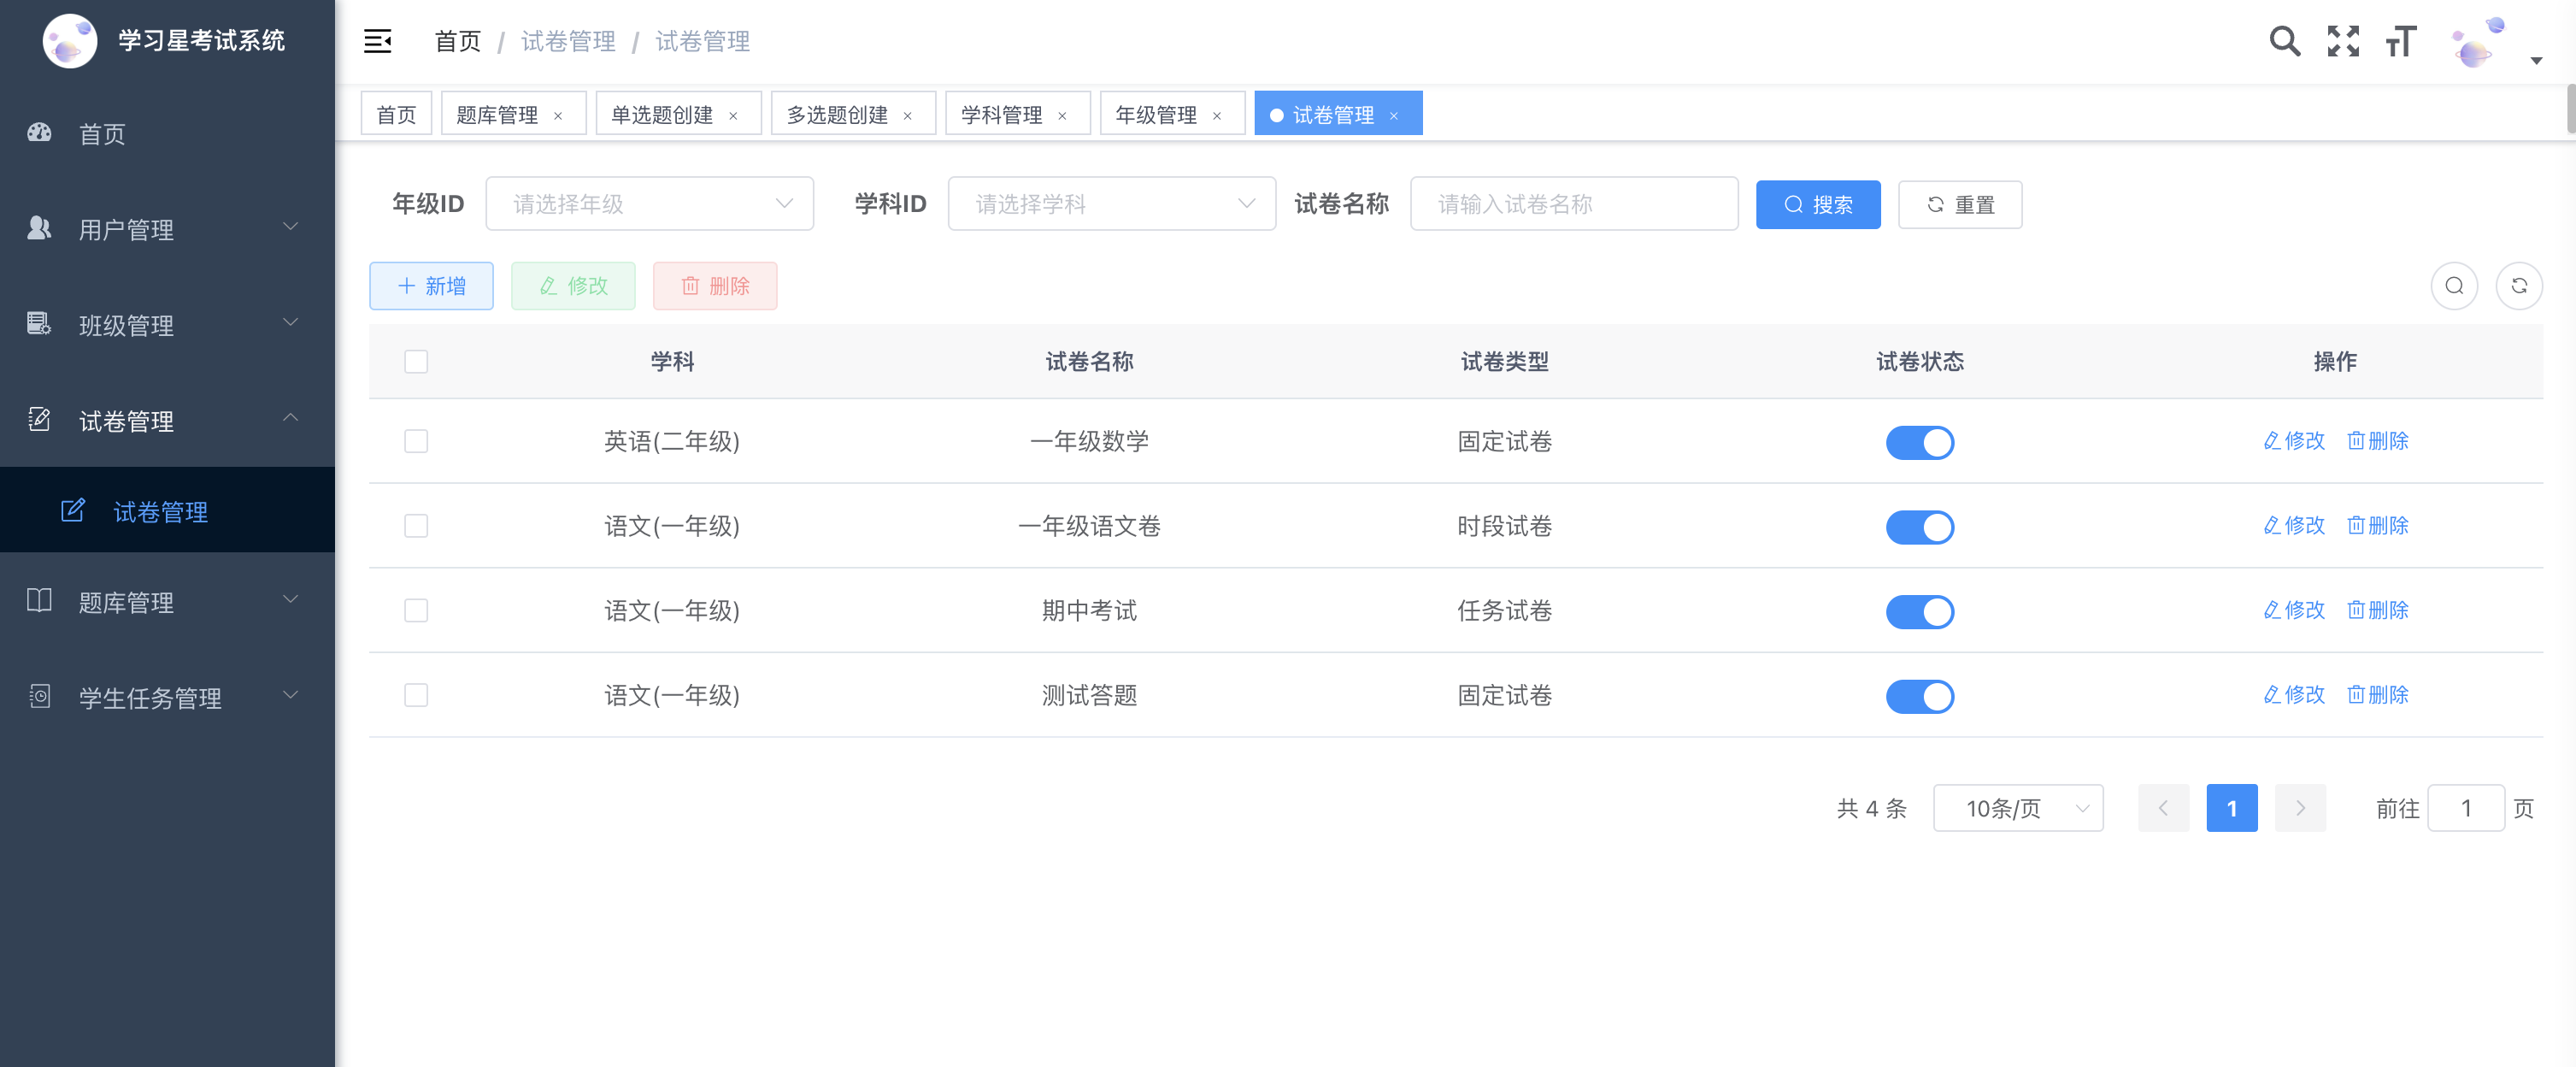 学习星考试系统
首页
用户管理
班级管理
试卷管理
试卷管理
题库管理
学生任务管理
首页 / 试卷管理 / 试卷管理
首页 题库管理 × 单选题创建 × 多选题创建 × 学科管理 × 年级管理 × 试卷管理 ×
年级ID 请选择年级 学科ID 请选择学科 试卷名称 请输入试卷名称 搜索 重置
新增 修改 删除
学科 试卷名称 试卷类型 试卷状态 操作
英语(二年级) 一年级数学 固定试卷 修改 删除
语文(一年级) 一年级语文卷 时段试卷 修改 删除
语文(一年级) 期中考试 任务试卷 修改 删除
语文(一年级) 测试答题 固定试卷 修改 删除
共 4 条 10条/页 1 前往 1 页